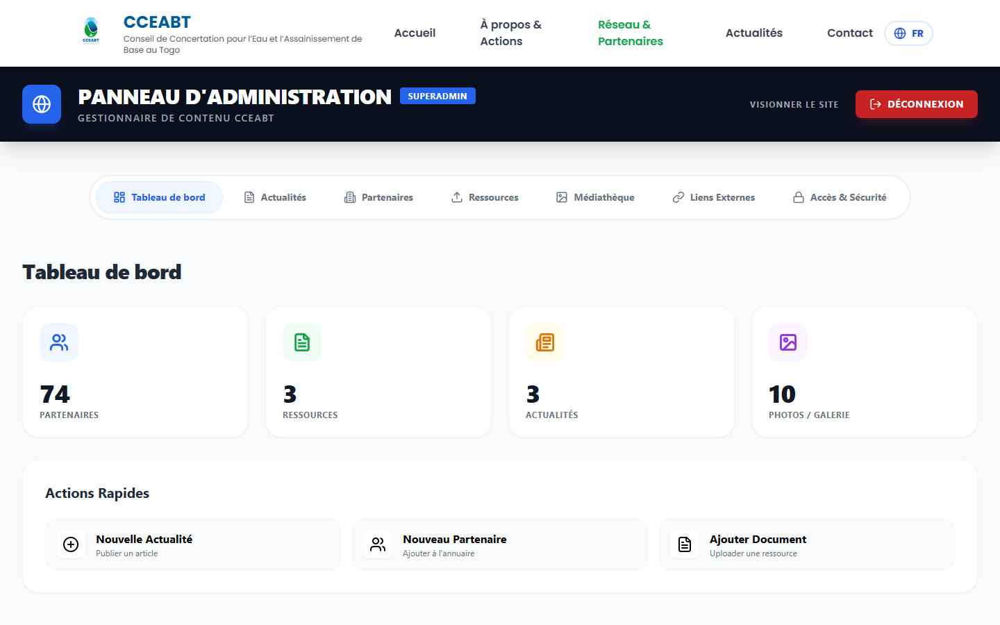 CCEABT
CCEABT
Conseil de Concertation pour l’Eau et l’Assainissement de
Base au Togo
Accueil
À propos &
Actions
Réseau &
Partenaires
Actualités
Contact
FR
PANNEAU D'ADMINISTRATION
SUPERADMIN
GESTIONNAIRE DE CONTENU CCEABT
VISIONNER LE SITE
DÉCONNEXION
Tableau de bord
Actualités
Partenaires
Ressources
Médiathèque
Liens Externes
Accès & Sécurité
Tableau de bord
74
PARTENAIRES
3
RESSOURCES
3
ACTUALITÉS
10
PHOTOS / GALERIE
Actions Rapides
Nouvelle Actualité
Publier un article
Nouveau Partenaire
Ajouter à l'annuaire
Ajouter Document
Uploader une ressource